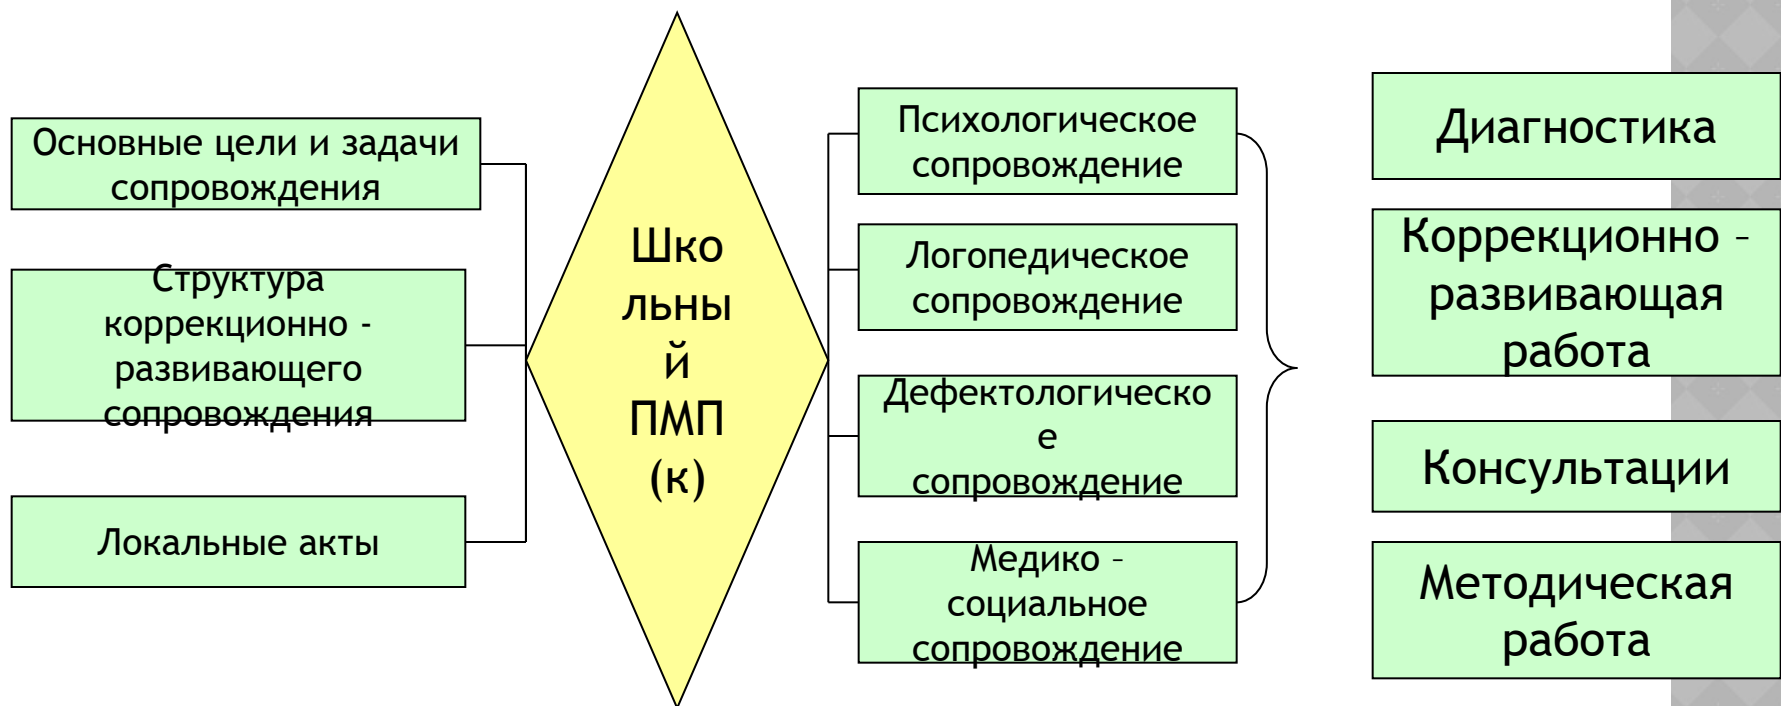 Основные цели и задачи
сопровождения
Структура
коррекционно -
развивающего
сопровождения
Локальные акты
Шко
льны
й
ПМП
(к)
Психологическое
сопровождение
Логопедическое
сопровождение
Дефектологическо
е
сопровождение
Медико –
социальное
сопровождение
Диагностика
Коррекционно –
развивающая
работа
Консультации
Методическая
работа